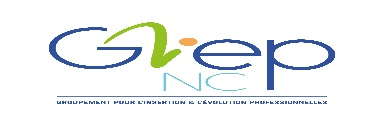 Giep
NC
GROUPEMENT POUR L'INSERTION & L'ÉVOLUTION PROFESSIONNELLES